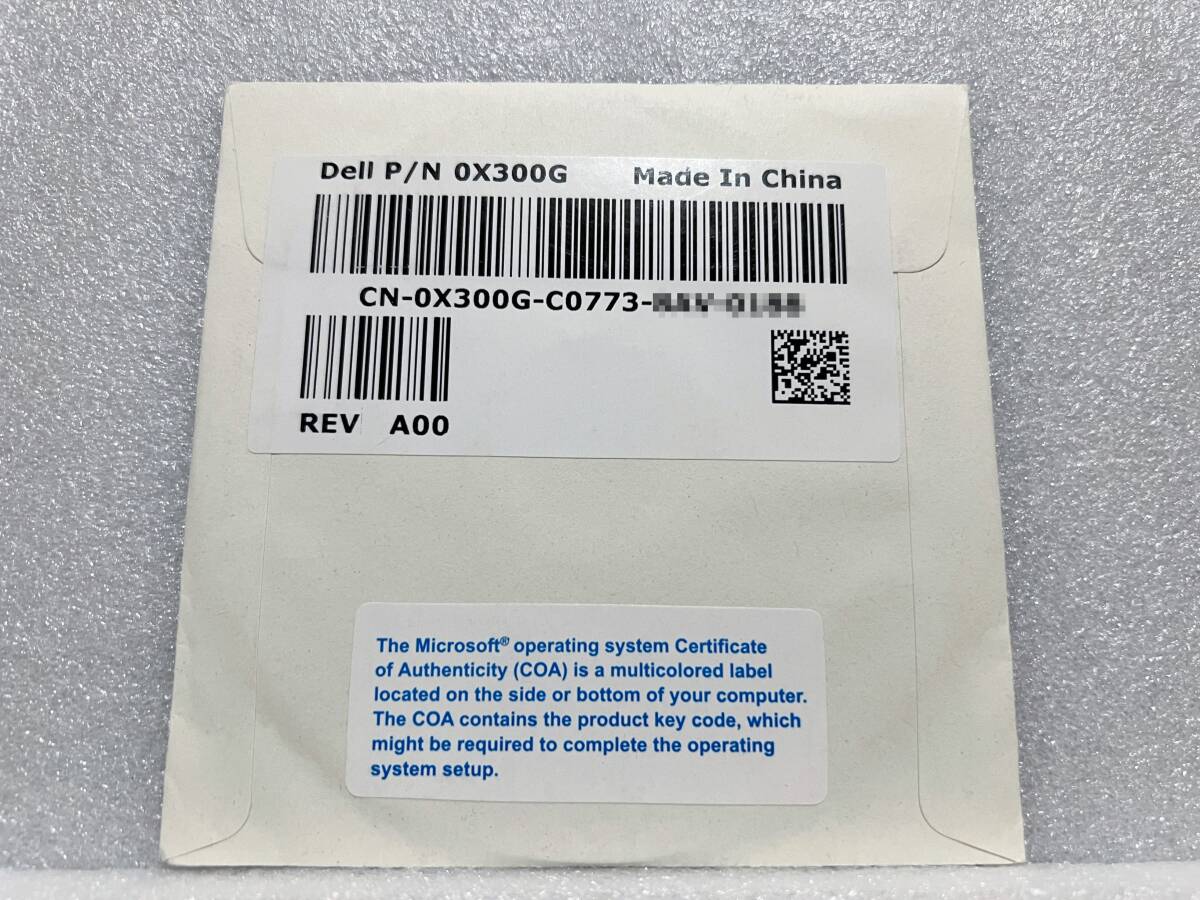 Dell P/N 0X300G Made In China
CN-0X300G-C0773-
REV A00
The Microsoft® operating system Certificate
of Authenticity (COA) is a multicolored label
located on the side or bottom of your computer.
The COA contains the product key code, which
might be required to complete the operating
system setup.